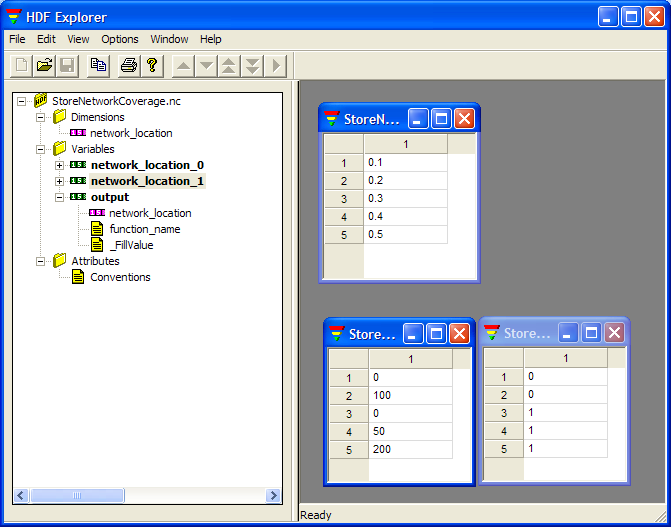 HDF Explorer
File Edit View Options Window Help
StoreNetworkCoverage.nc
Dimensions
network_location
Variables
network_location_0
network_location_1
output
network_location
function_name
_FillValue
Attributes
Conventions
StoreN...
1
1 0.1
2 0.2
3 0.3
4 0.4
5 0.5
Store...
1
1 0
2 100
3 0
4 50
5 200
Store...
1
1 0
2 0
3 1
4 1
5 1
Ready